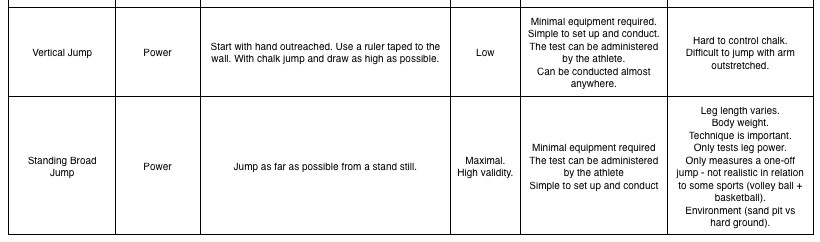 Vertical Jump
Power
Start with hand outreached. Use a ruler taped to the
wall. With chalk jump and draw as high as possible.
Low
Minimal equipment required.
Simple to set up and conduct.
The test can be administered
by the athlete.
Can be conducted almost
anywhere.
Hard to control chalk.
Difficult to jump with arm
outstretched.
Standing Broad
Jump
Power
Jump as far as possible from a stand still.
Maximal.
High validity.
Minimal equipment required
The test can be administered
by the athlete
Simple to set up and conduct
Leg length varies.
Body weight.
Technique is important.
Only tests leg power.
Only measures a one-off
jump - not realistic in relation
to some sports (volley ball +
basketball).
Environment (sand pit vs
hard ground).